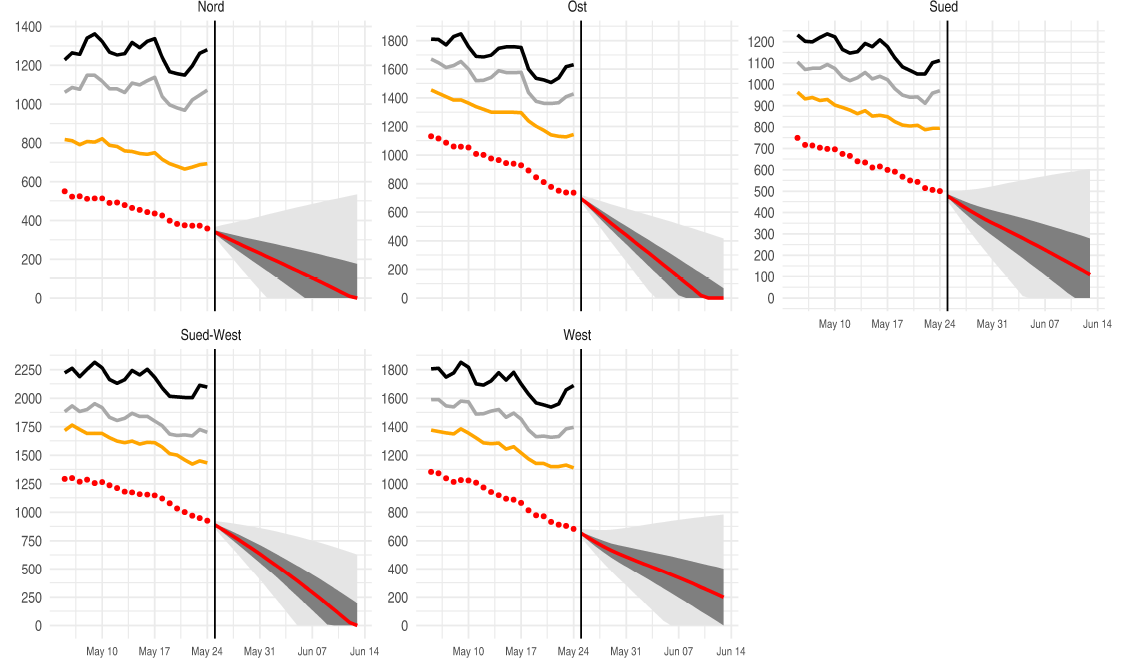 Nord
Ost
Sued
1400
1200
1000
800
600
400
200
0
1800
1600
1400
1200
1000
800
600
400
200
0
1200
1100
1000
900
800
700
600
500
400
300
200
100
0
May 10
May 17
May 24
May 31
Jun 07
Jun 14
Sued-West
West
2250
2000
1750
1500
1250
1000
750
500
250
0
1800
1600
1400
1200
1000
800
600
400
200
0
May 10
May 17
May 24
May 31
Jun 07
Jun 14
May 10
May 17
May 24
May 31
Jun 07
Jun 14